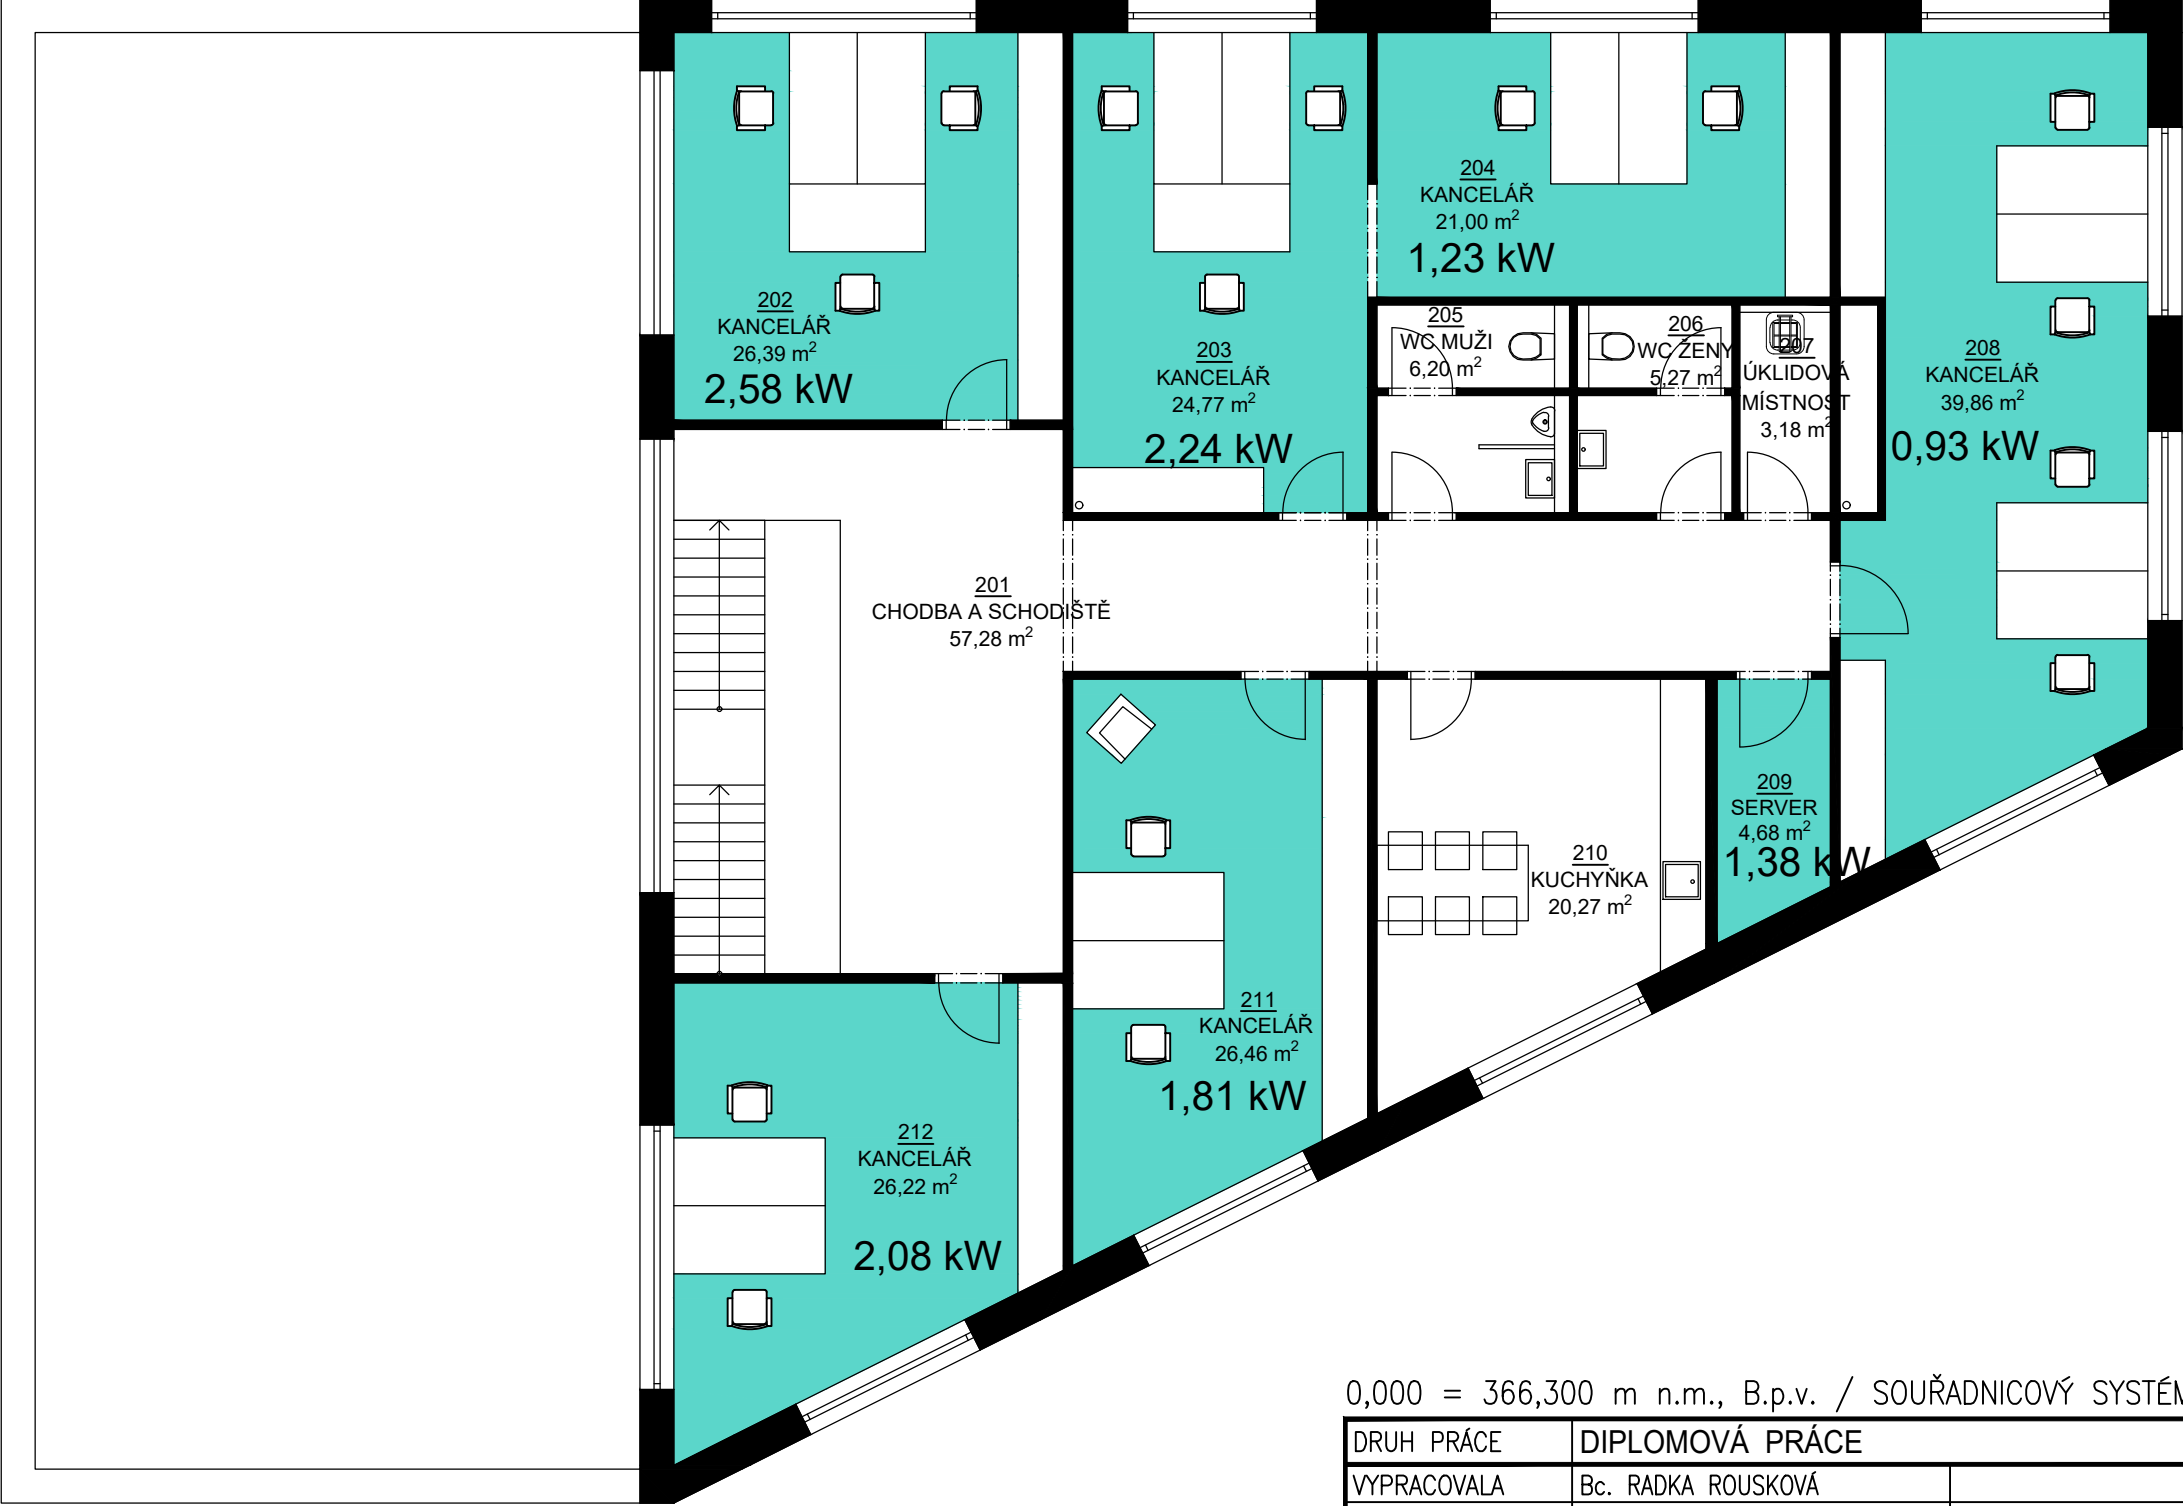 204
KANCELÁŘ
21,00 m²
1,23 kW
202
KANCELÁŘ
26,39 m²
2,58 kW
203
KANCELÁŘ
24,77 m²
2,24 kW
205
WC MUŽI
6,20 m²
206
WC ŽENY
5,27 m²
207
ÚKLIDOVÁ
MÍSTNOST
3,18 m²
208
KANCELÁŘ
39,86 m²
0,93 kW
201
CHODBA A SCHODIŠTĚ
57,28 m²
209
SERVER
4,68 m²
1,38 kW
210
KUCHYŇKA
20,27 m²
211
KANCELÁŘ
26,46 m²
1,81 kW
212
KANCELÁŘ
26,22 m²
2,08 kW
0,000 = 366,300 m n.m., B.p.v. / SOUŘADNICOVÝ SYSTÉM
DRUH PRÁCE DIPLOMOVÁ PRÁCE
VYPRACOVALA Bc. RADKA ROUSKOVÁ